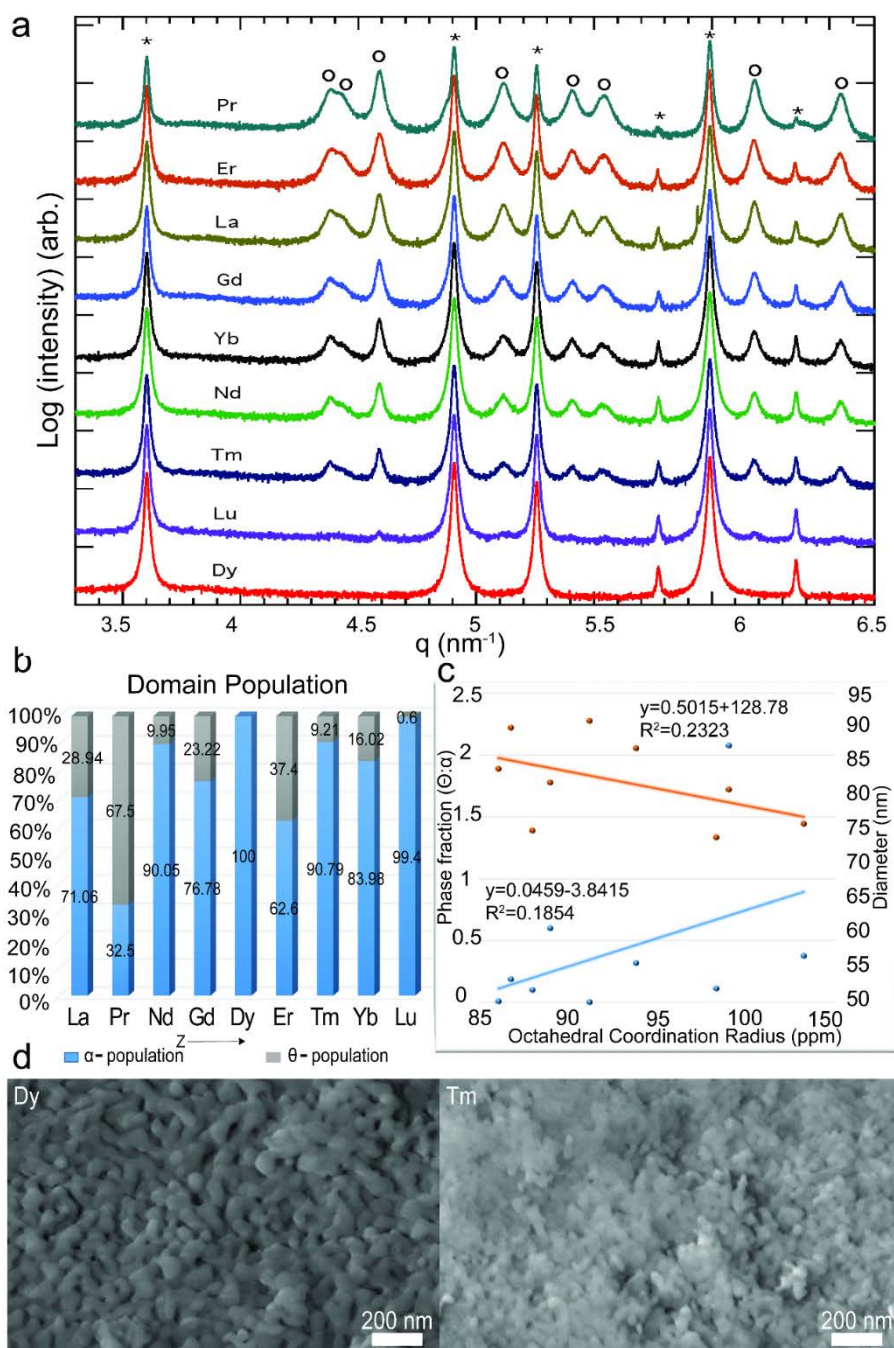 a
* * * * * *
o o o o o o o o
Pr
Er
La
Gd
Yb
Nd
Tm
Lu
Dy
Log (intensity) (arb.)
3.5 4 4.5 5 5.5 6 6.5
q (nm⁻¹)
b
Domain Population
100%
90%
80%
70%
60%
50%
40%
30%
20%
10%
0%
28.94 67.5 9.95 23.22 37.4 9.21 16.02 0.6
71.06 32.5 90.05 76.78 100 62.6 90.79 83.98 99.4
La Pr Nd Gd Dy Er Tm Yb Lu
Z
α- population θ- population
c
Phase fraction (Θ:α)
2.5
2
1.5
1
0.5
0
y=0.5015+128.78
R²=0.2323
y=0.0459-3.8415
R²=0.1854
95
90
85
80
75
70
65
60
55
50
Diameter (nm)
85 90 95 100 150
Octahedral Coordination Radius (ppm)
d
Dy
200 nm
Tm
200 nm